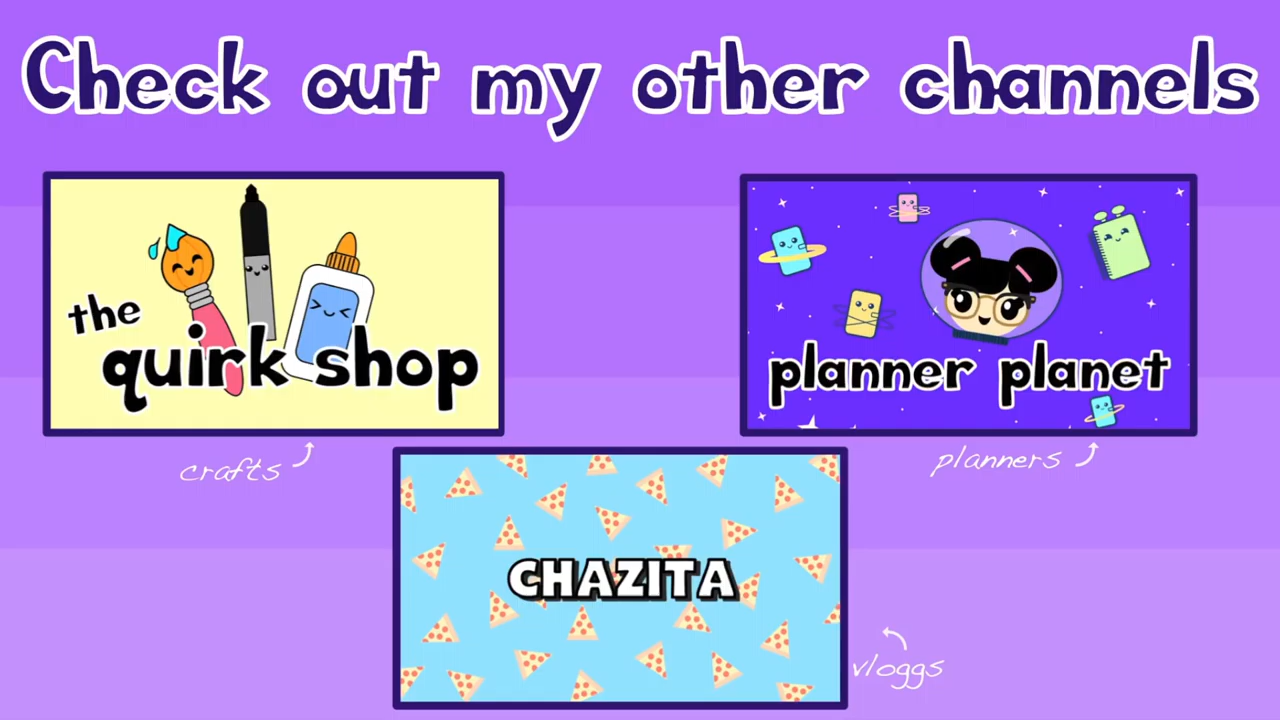 Check out my other channels
the
quirk shop
planner planet
crafts
planners
CHAZITA
vloggs